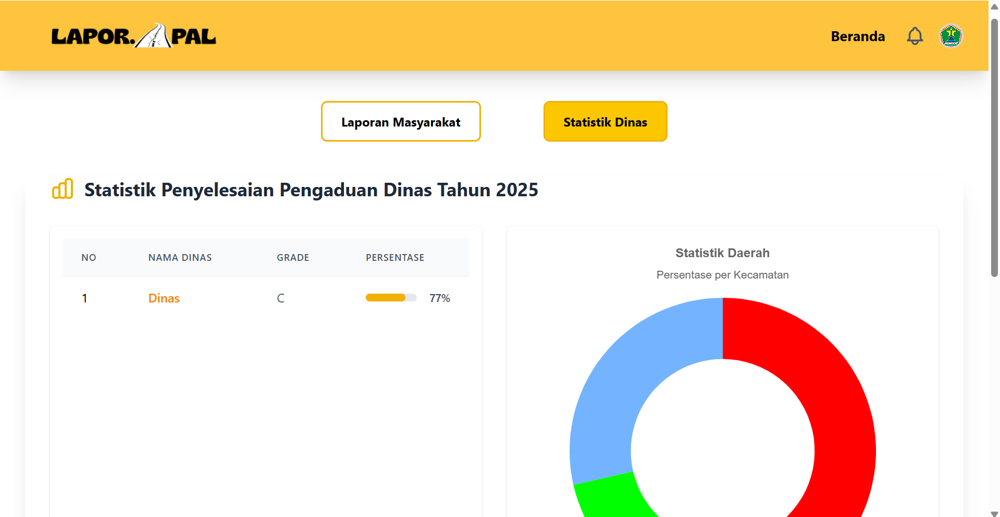 LAPOR. PAL
Beranda
Laporan Masyarakat
Statistik Dinas
Statistik Penyelesaian Pengaduan Dinas Tahun 2025
NO NAMA DINAS GRADE PERSENTASE
1 Dinas C 77%
Statistik Daerah
Persentase per Kecamatan